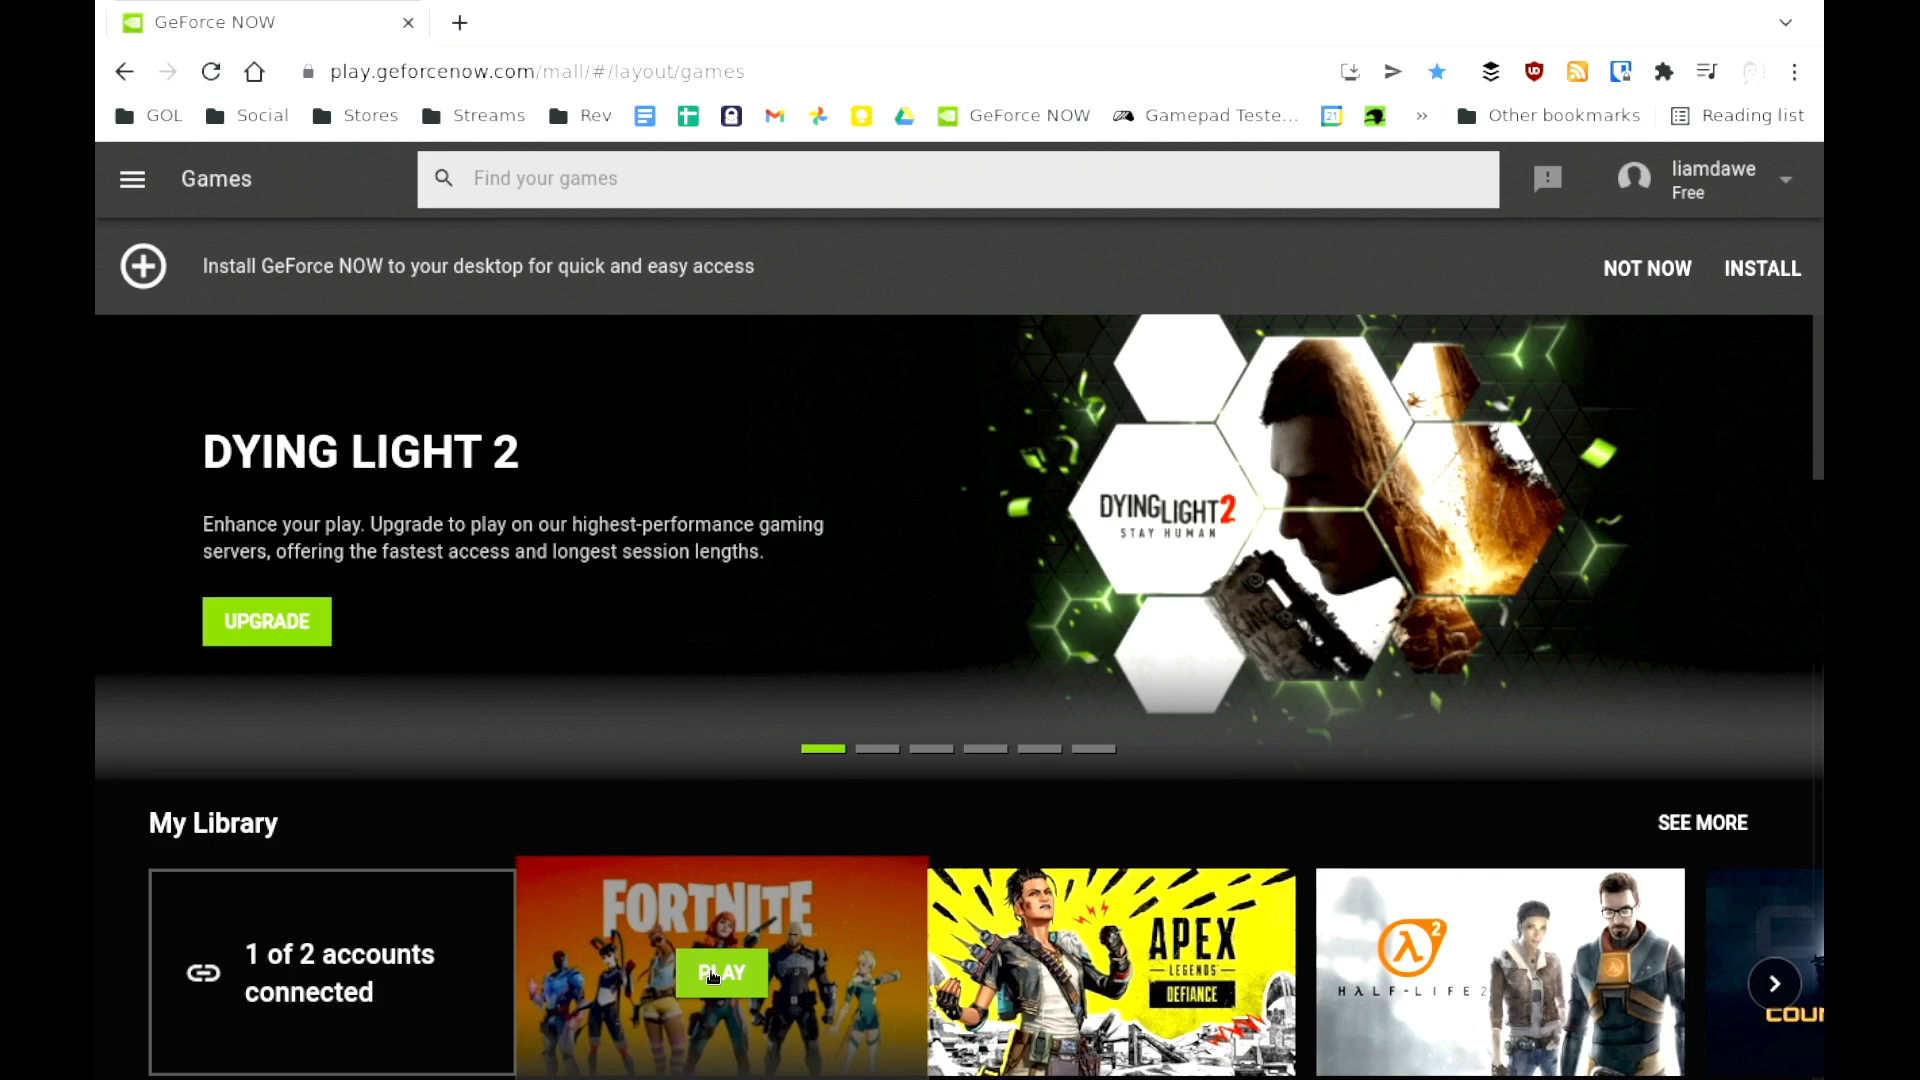 GeForce NOW
play.geforcenow.com/mall/#/layout/games
GOL Social Stores Streams Rev GeForce NOW Gamepad Teste... 21 » Other bookmarks Reading list
Games
Find your games
liamdawe
Free
Install GeForce NOW to your desktop for quick and easy access
NOT NOW INSTALL
DYING LIGHT 2
Enhance your play. Upgrade to play on our highest-performance gaming
servers, offering the fastest access and longest session lengths.
UPGRADE
DYING LIGHT 2
STAY HUMAN
My Library
SEE MORE
1 of 2 accounts
connected
FORTNITE
PLAY
APEX
LEGENDS
DEFIANCE
λ2
HλLF-LIFE 2